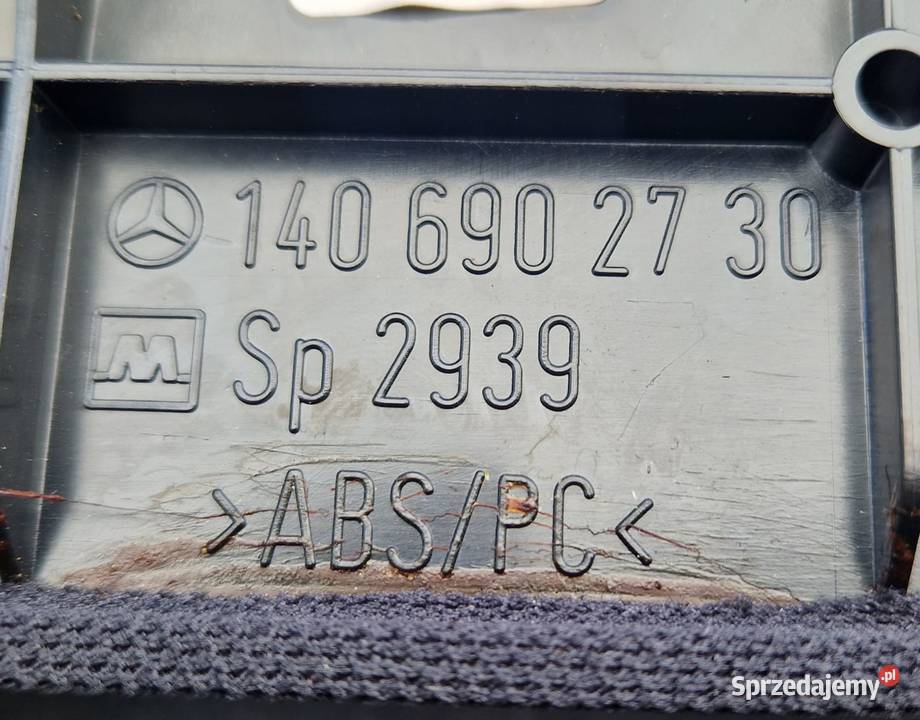 140 690 27 30
M Sp 2939
>ABS/PC<
Sprzedajemy.pl